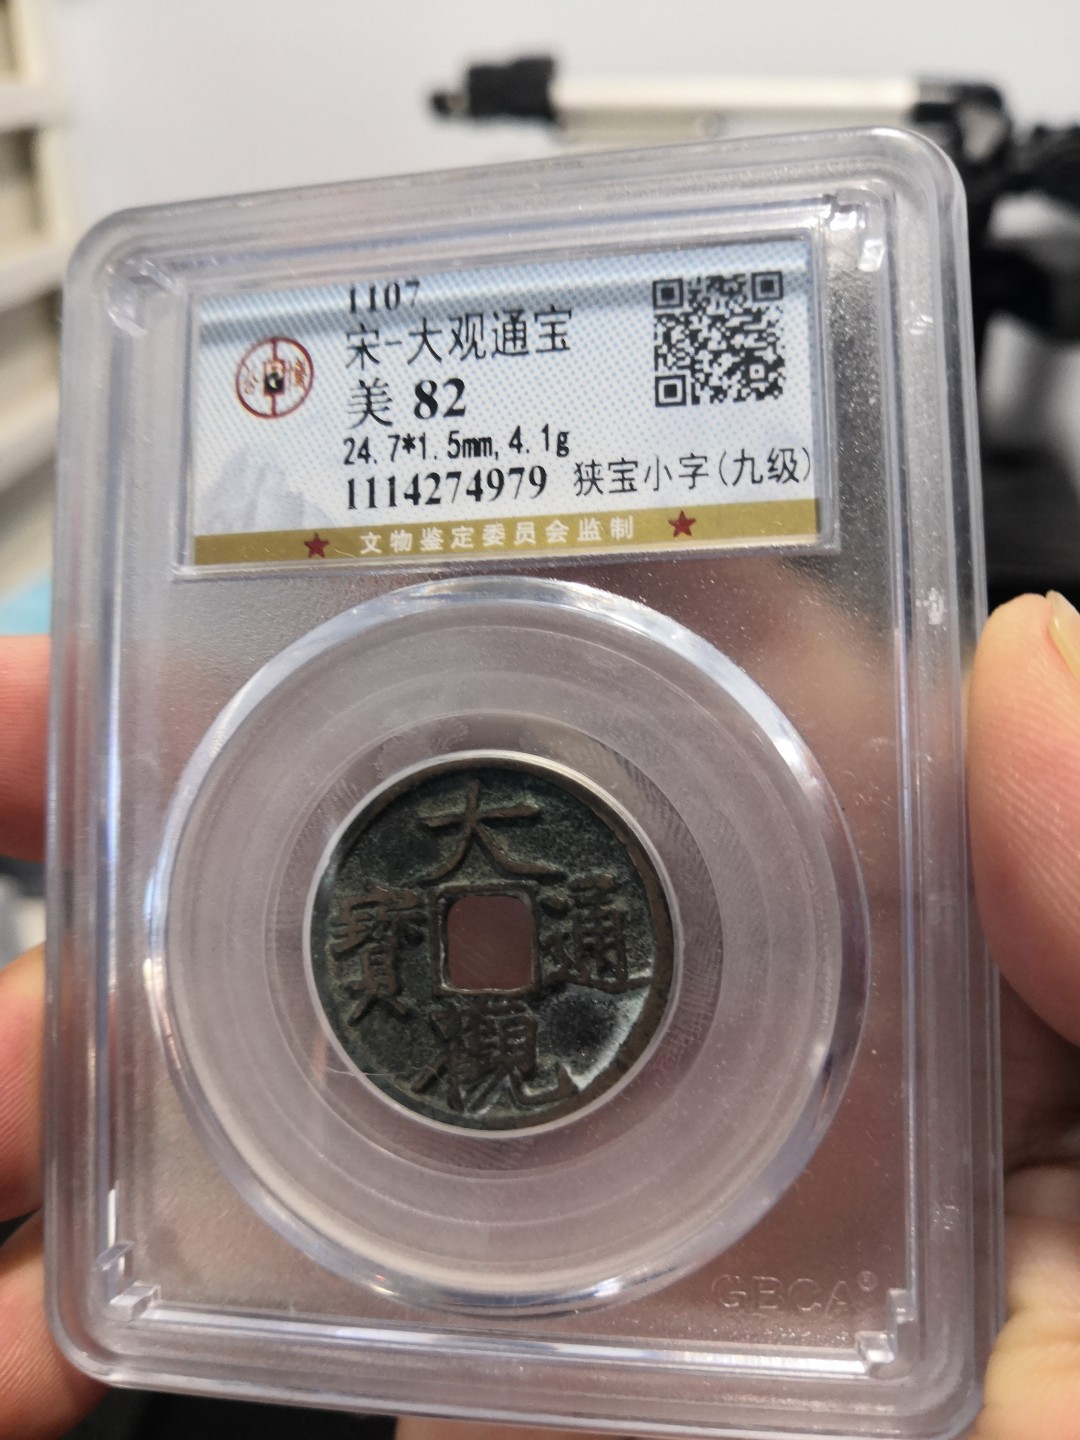 1107
宋-大观通宝
美 82
24.7*1.5mm,4.1g
1114274979 狭宝小字(九级)
★ 文物鉴定委员会监制 ★
大
寶 通
觀
GBCA®